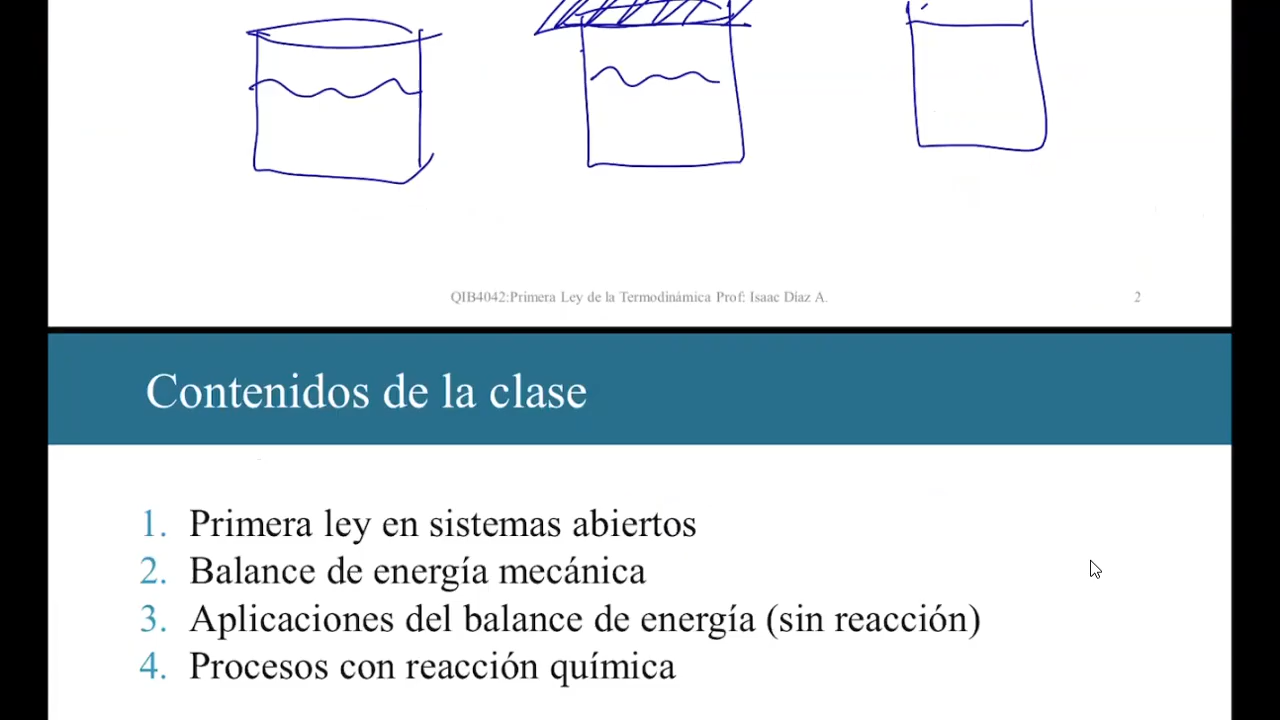 QIB4042:Primera Ley de la Termodinámica Prof: Isaac Díaz A.
2
Contenidos de la clase
1. Primera ley en sistemas abiertos
2. Balance de energía mecánica
3. Aplicaciones del balance de energía (sin reacción)
4. Procesos con reacción química